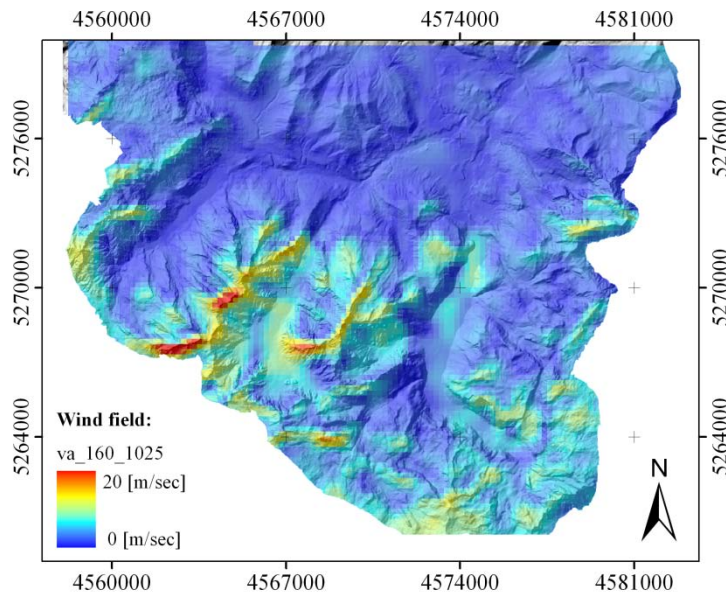 4560000 4567000 4574000 4581000
5276000 5276000
5270000 5270000
5264000 5264000
Wind field:
va_160_1025
20 [m/sec]
0 [m/sec]
N
4560000 4567000 4574000 4581000